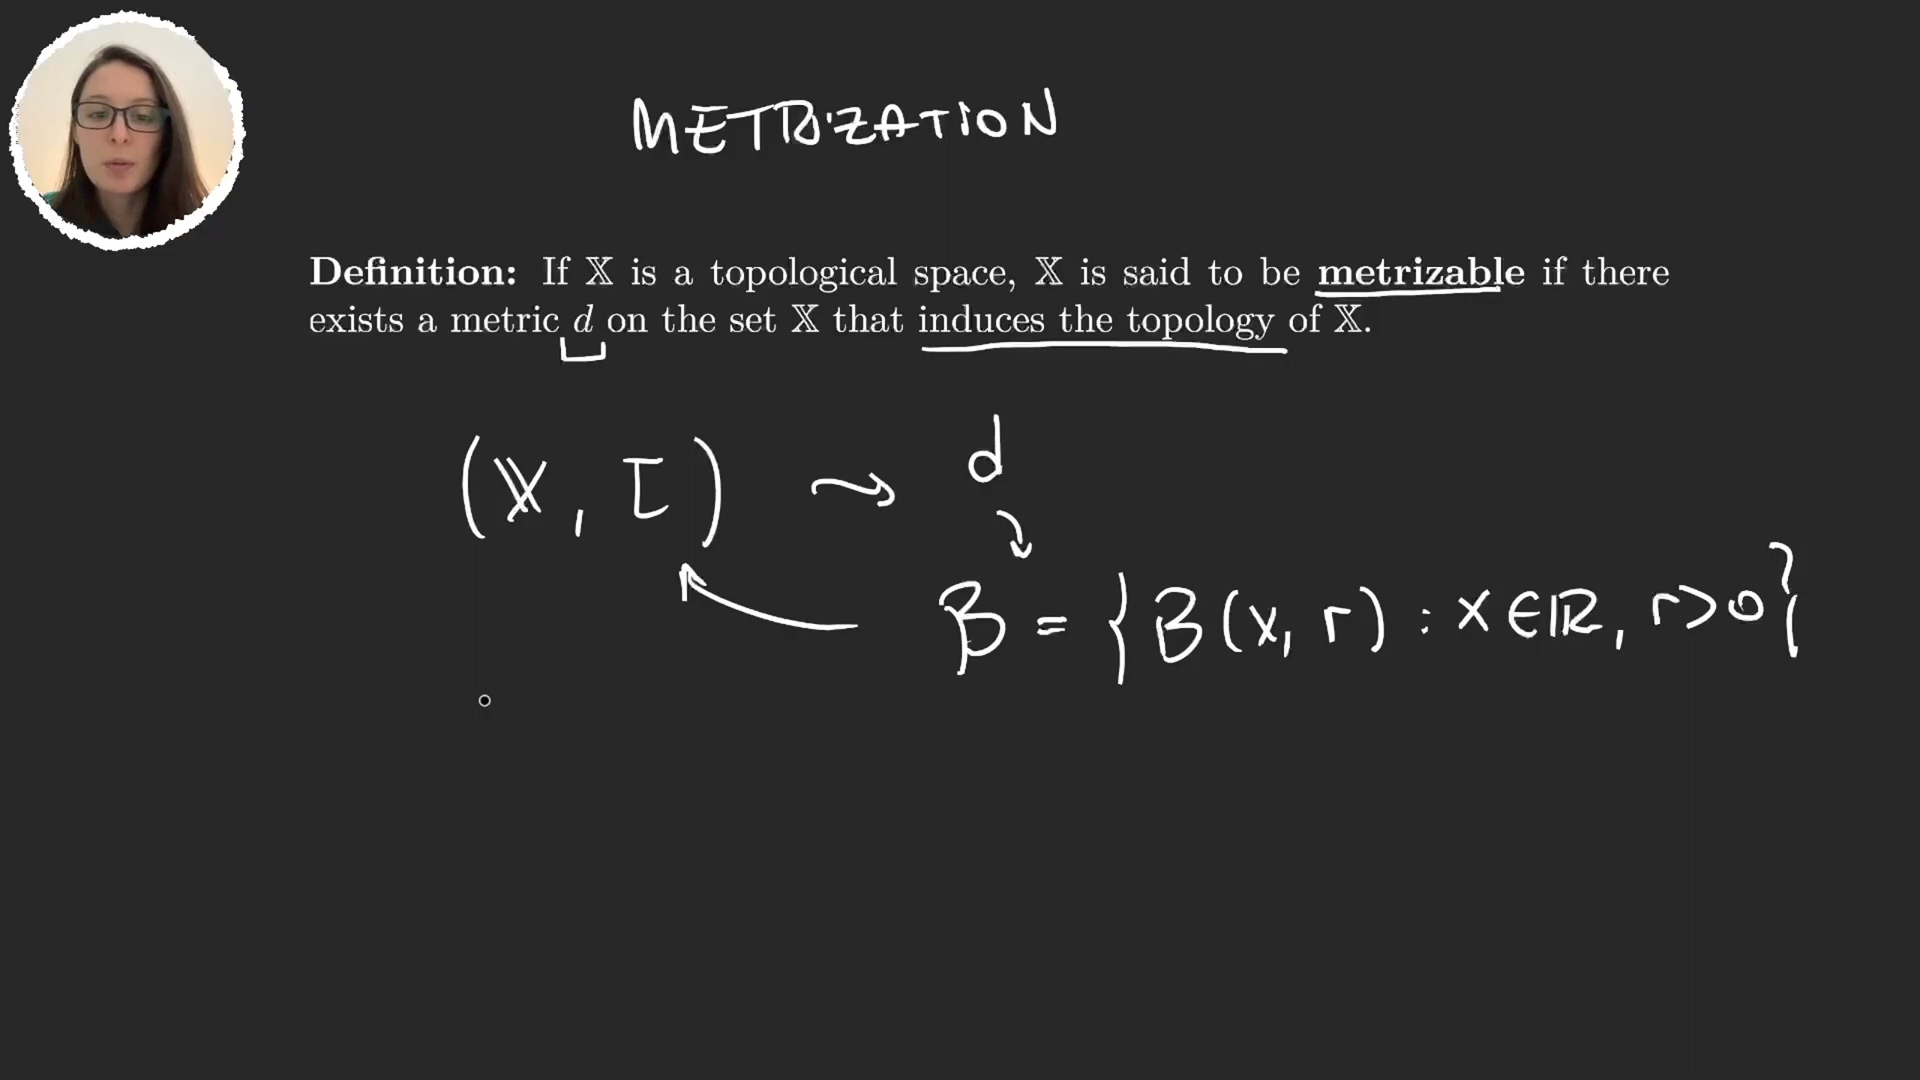 METRIZATION
Definition: If 𝕏 is a topological space, 𝕏 is said to be metrizable if there
exists a metric d on the set 𝕏 that induces the topology of 𝕏.
(𝕏, τ) ⤳ d
B = {B(x, r) : x ∈ ℝ, r > 0}